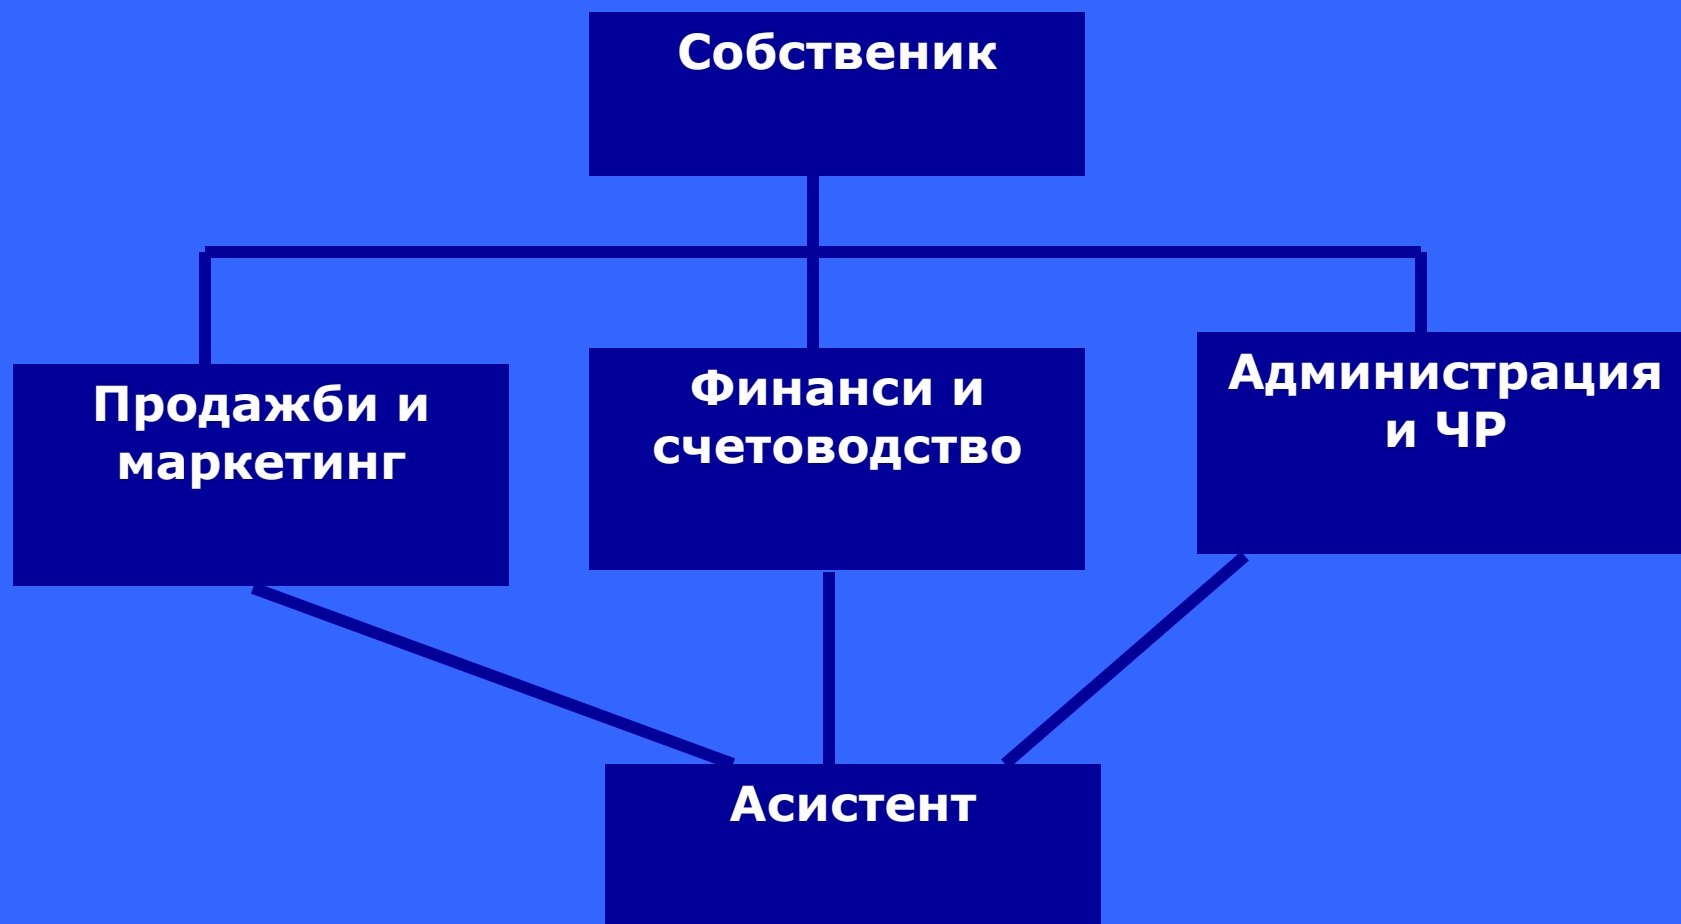 Собственик
Продажби и
маркетинг
Финанси и
счетоводство
Администрация
и ЧР
Асистент